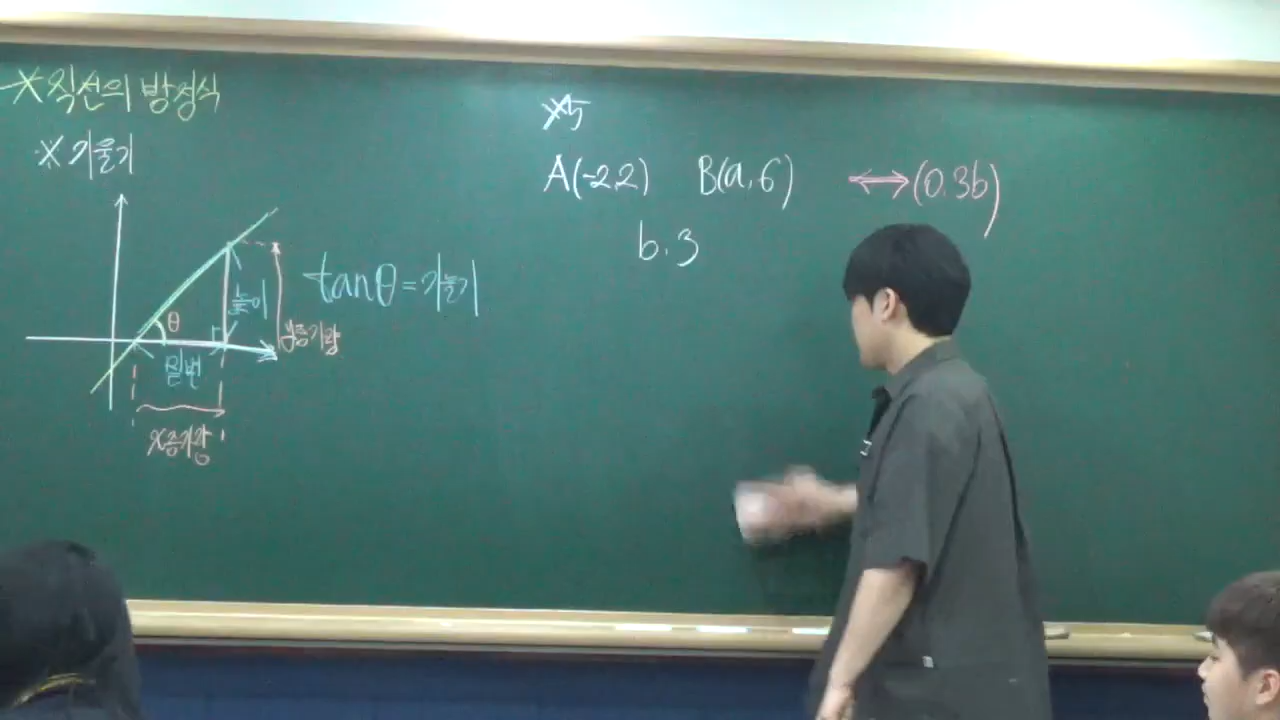 *직선의 방정식
※기울기
tanθ=기울기
높이
θ
y증가량
밑변
x증가량
※5
A(-2,2) B(a,6) ↔(0,3b)
b.3